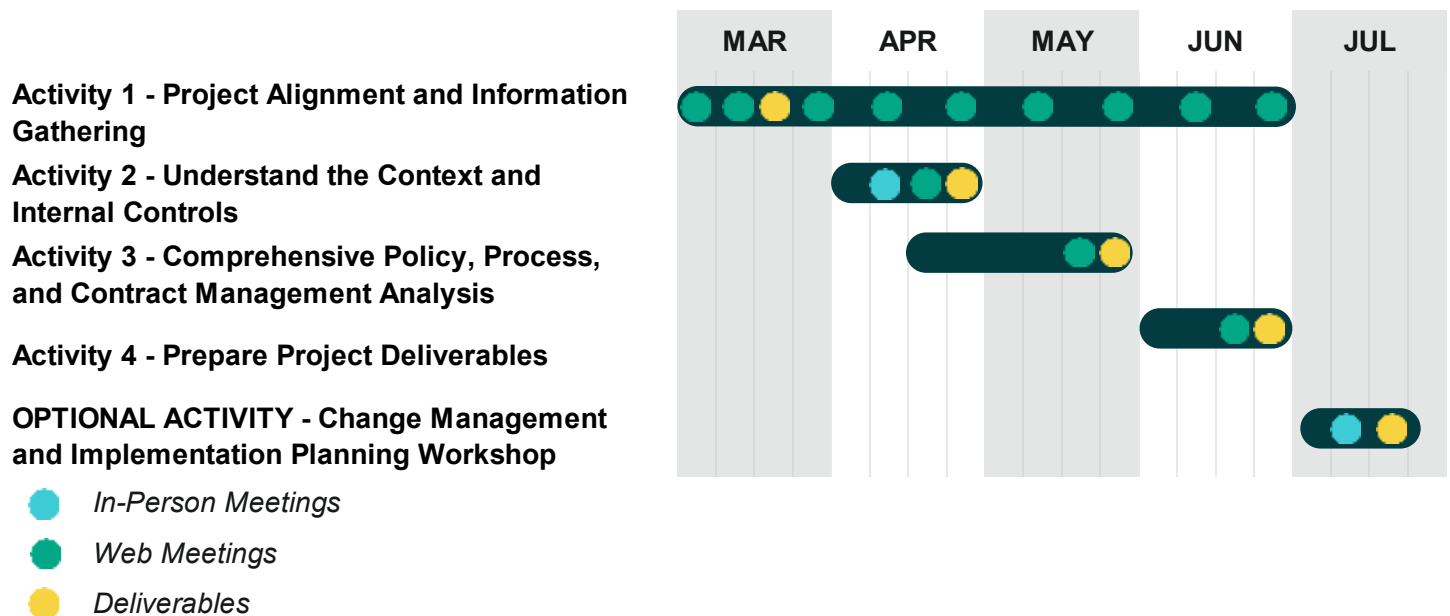 MAR APR MAY JUN JUL
Activity 1 - Project Alignment and Information
Gathering
Activity 2 - Understand the Context and
Internal Controls
Activity 3 - Comprehensive Policy, Process,
and Contract Management Analysis
Activity 4 - Prepare Project Deliverables
OPTIONAL ACTIVITY - Change Management
and Implementation Planning Workshop
In-Person Meetings
Web Meetings
Deliverables